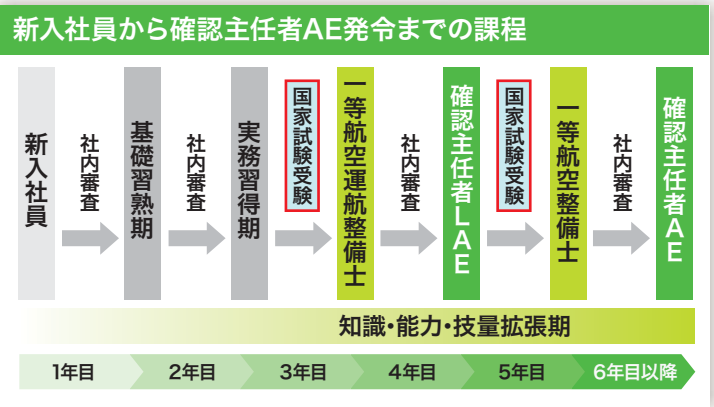 新入社員から確認主任者AE発令までの課程
新入社員
社内審査
基礎習熟期
社内審査
実務習得期
国家試験受験
一等航空運航整備士
社内審査
確認主任者LAE
国家試験受験
一等航空整備士
社内審査
確認主任者AE
知識・能力・技量拡張期
1年目
2年目
3年目
4年目
5年目
6年目以降